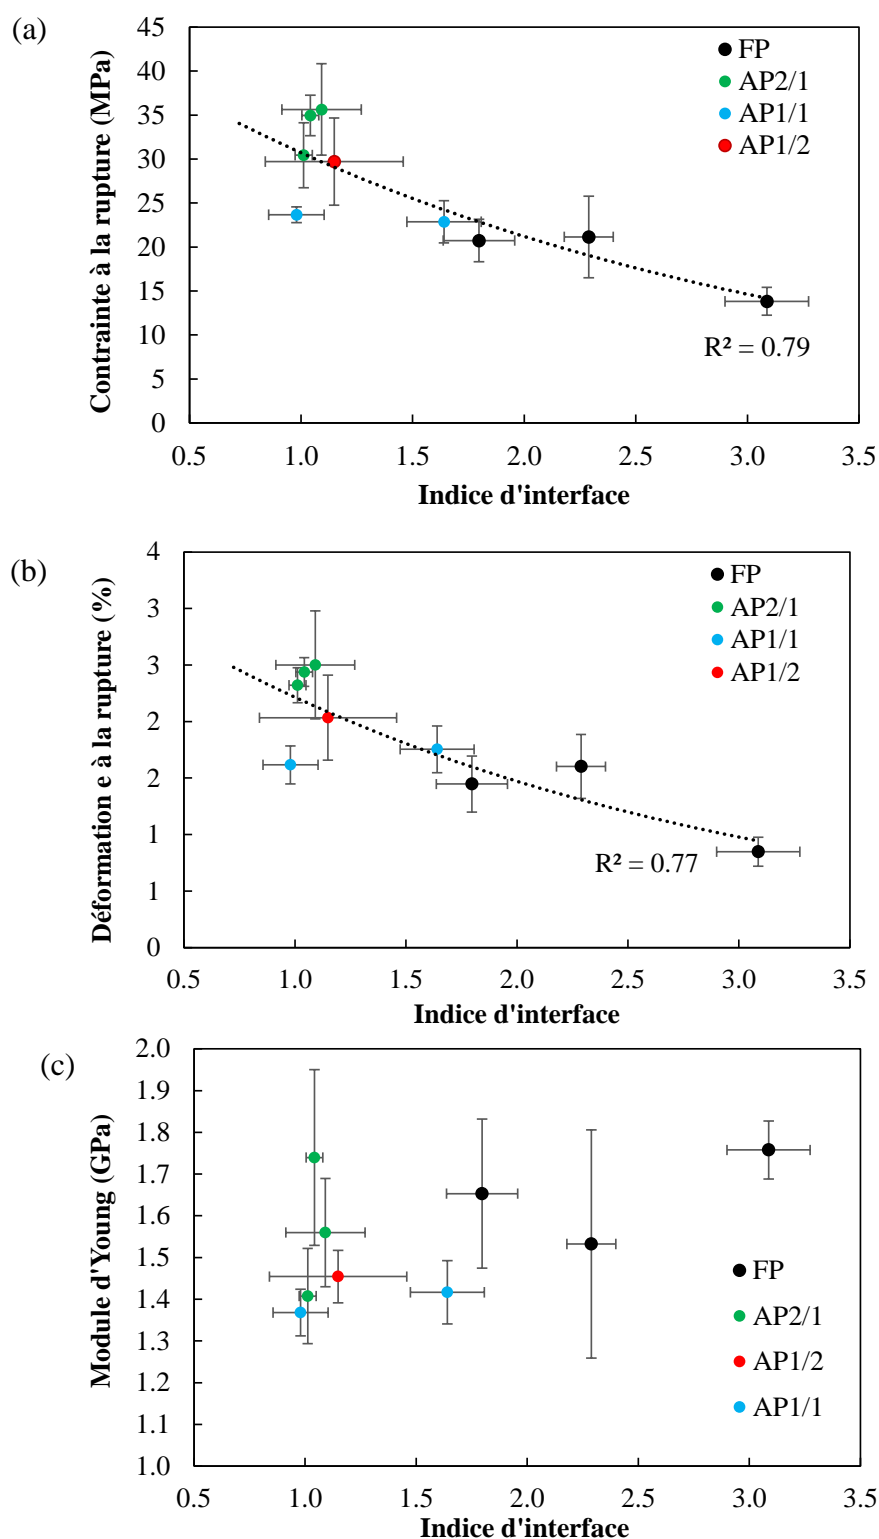 (a)
Contrainte à la rupture (MPa)
45
40
35
30
25
20
15
10
5
0
FP
AP2/1
AP1/1
AP1/2
R² = 0.79
0.5 1.0 1.5 2.0 2.5 3.0 3.5
Indice d'interface
(b)
Déformation e à la rupture (%)
4
3
3
2
2
1
1
0
FP
AP2/1
AP1/1
AP1/2
R² = 0.77
0.5 1.0 1.5 2.0 2.5 3.0 3.5
Indice d'interface
(c)
Module d'Young (GPa)
2.0
1.9
1.8
1.7
1.6
1.5
1.4
1.3
1.2
1.1
1.0
FP
AP2/1
AP1/2
AP1/1
0.5 1.0 1.5 2.0 2.5 3.0 3.5
Indice d'interface